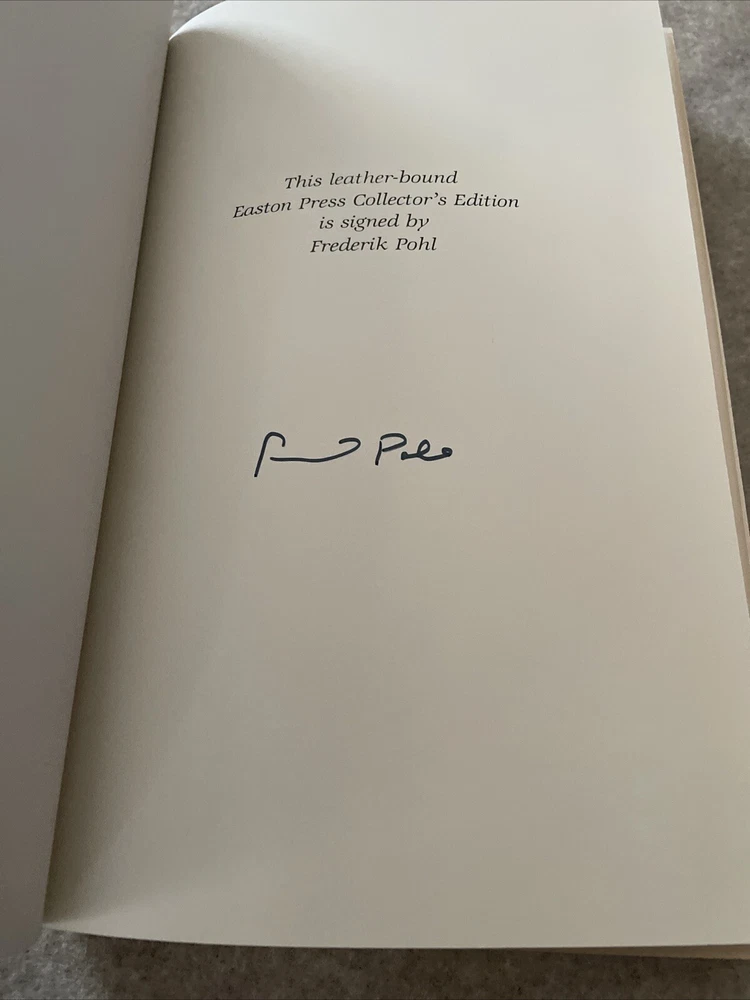 This leather-bound
Easton Press Collector's Edition
is signed by
Frederik Pohl
Pohl